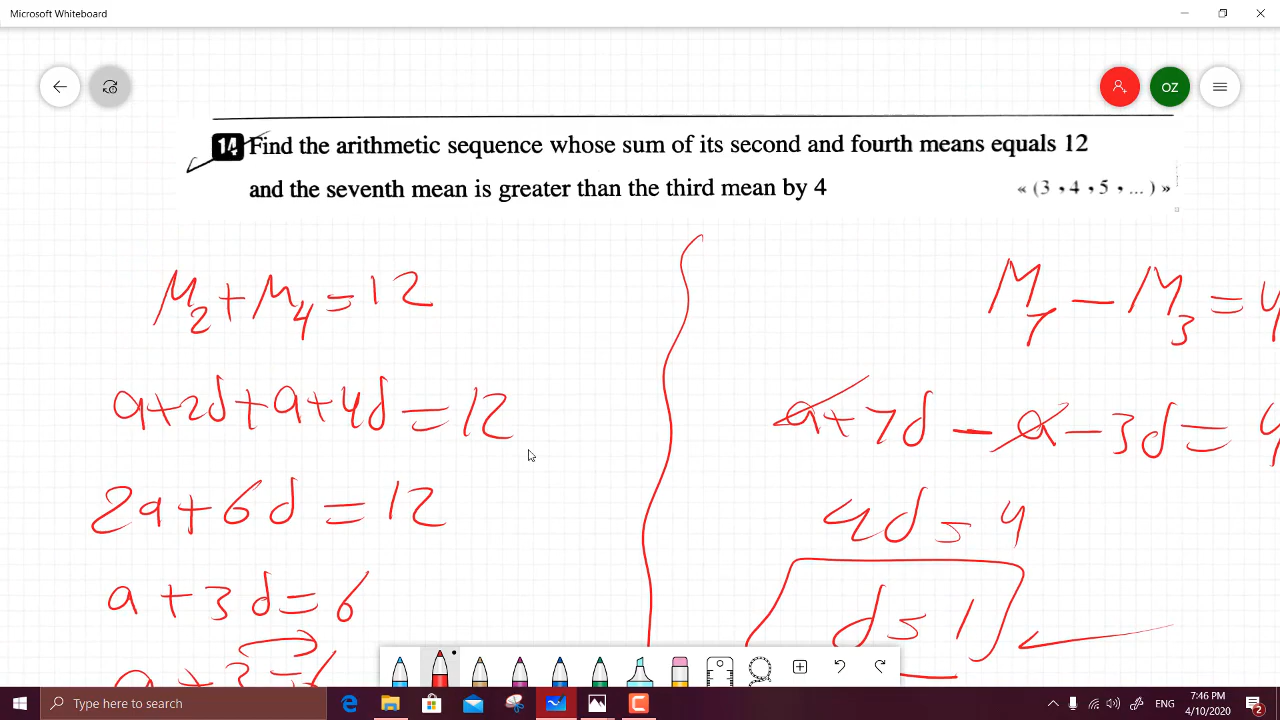 Microsoft Whiteboard
OZ
14 Find the arithmetic sequence whose sum of its second and fourth means equals 12
and the seventh mean is greater than the third mean by 4
« (3 , 4 , 5 , ... ) »
M2 + M4 = 12
a+2d+a+4d = 12
2a + 6d = 12
a + 3d = 6
a + 3 = 6
M7 - M3 = 4
a+7d - a - 3d = 4
4d = 4
d = 1
Type here to search
ENG
7:46 PM
4/10/2020
2